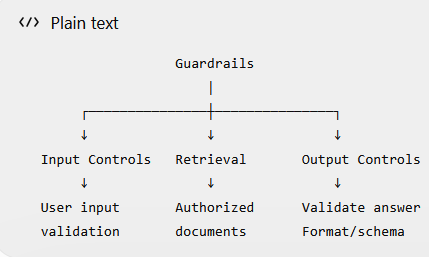 </> Plain text
Guardrails
Input Controls Retrieval Output Controls
User input Authorized Validate answer
validation documents Format/schema